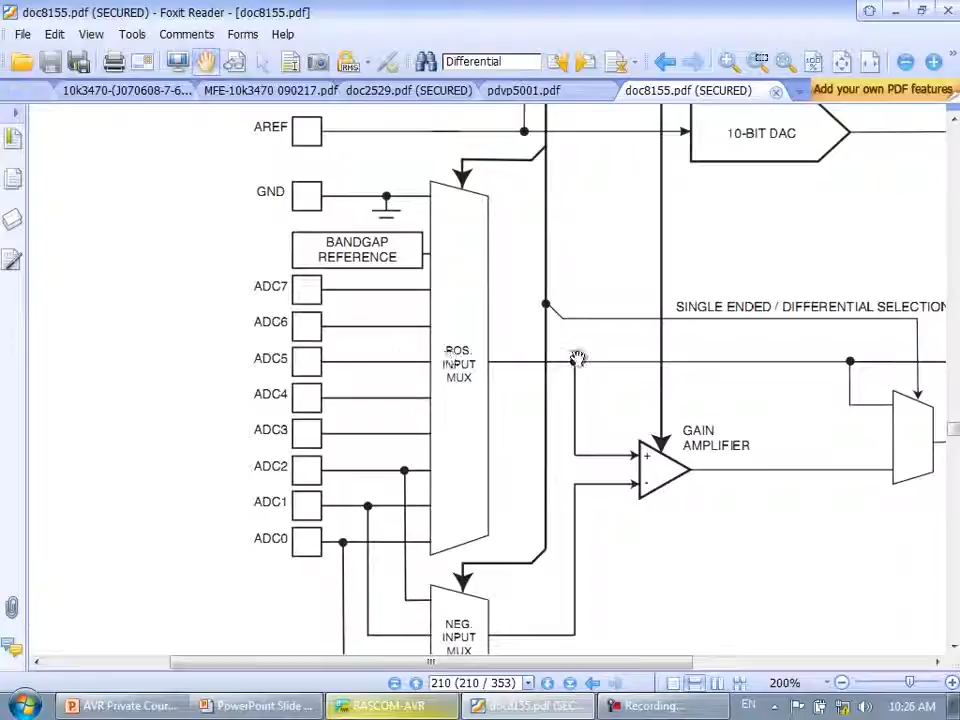 doc8155.pdf (SECURED) - Foxit Reader - [doc8155.pdf]
File Edit View Tools Comments Forms Help
Differential
10k3470-(J070608-7-6... MFE-10k3470 090217.pdf doc2529.pdf (SECURED) pdvp5001.pdf doc8155.pdf (SECURED) Add your own PDF features
AREF
10-BIT DAC
GND
BANDGAP
REFERENCE
ADC7
SINGLE ENDED / DIFFERENTIAL SELECTION
ADC6
ADC5
POS.
INPUT
MUX
ADC4
ADC3
GAIN
AMPLIFIER
+
-
ADC2
ADC1
ADC0
NEG.
INPUT
MUX
210 (210 / 353) 200%
AVR Private Cour... PowerPoint Slide ... BASCOM-AVR doc8155.pdf (SEC... Recording... EN 10:26 AM